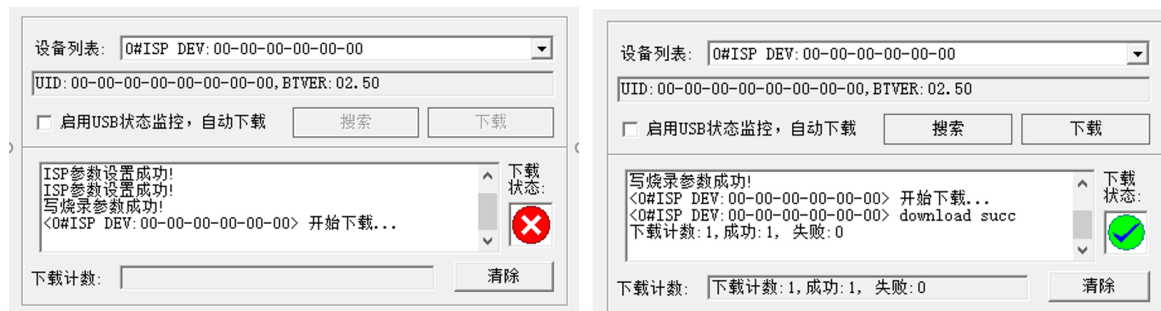 设备列表: 0#ISP DEV:00-00-00-00-00-00
UID:00-00-00-00-00-00-00-00,BTVER:02.50
启用USB状态监控，自动下载 搜索 下载
ISP参数设置成功!
ISP参数设置成功!
写烧录参数成功!
<0#ISP DEV:00-00-00-00-00-00> 开始下载...
下载
状态:
下载计数: 清除
设备列表: 0#ISP DEV:00-00-00-00-00-00
UID:00-00-00-00-00-00-00-00,BTVER:02.50
启用USB状态监控，自动下载 搜索 下载
写烧录参数成功!
<0#ISP DEV:00-00-00-00-00-00> 开始下载...
<0#ISP DEV:00-00-00-00-00-00> download succ
下载计数:1,成功:1, 失败:0
下载
状态:
下载计数: 下载计数:1,成功:1, 失败:0 清除